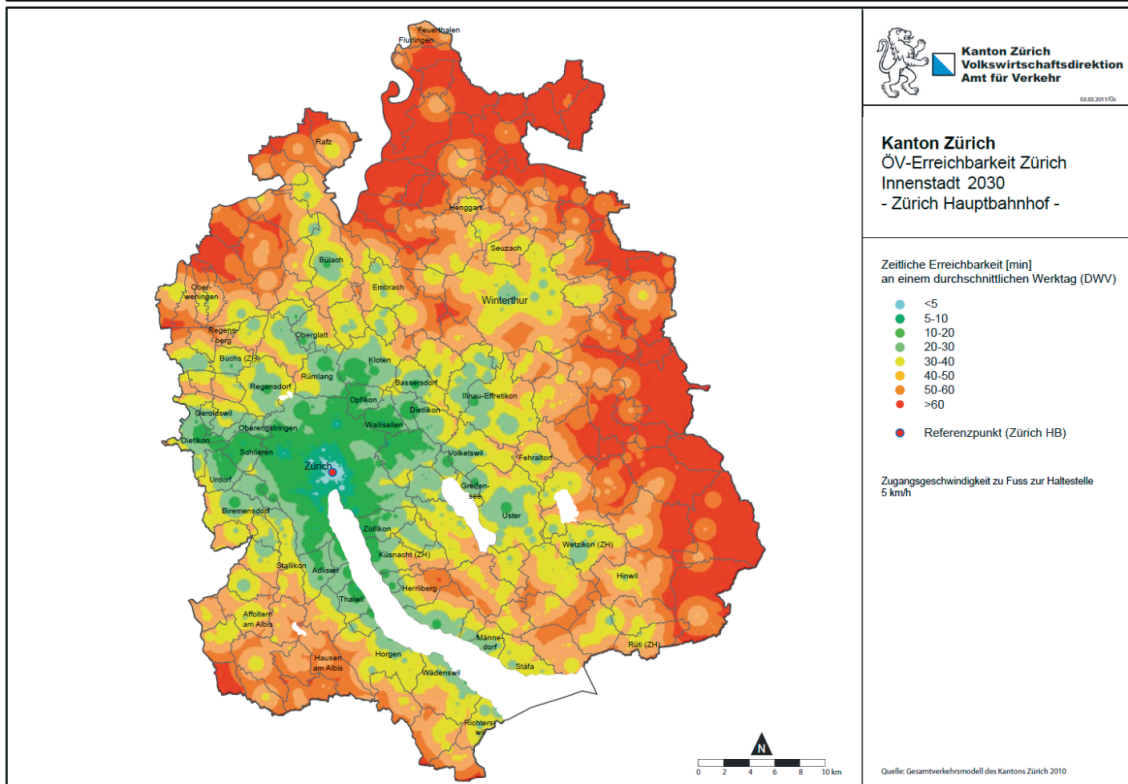 Feuerthalen
Flurlingen
Rafz
Henggart
Seuzach
Bülach
Embrach
Winterthur
Ober-
weningen
Regens-
berg
Oberglatt
Buchs (ZH)
Kloten
Rümlang
Bassersdorf
Regensdorf
Opfikon
Illnau-Effretikon
Dietlikon
Geroldswil
Wallisellen
Oberengstringen
Dietikon
Schlieren
Volketswil
Fehraltorf
Zürich
Urdorf
Greifen-
see
Birmensdorf
Uster
Zollikon
Wetzikon (ZH)
Küsnacht (ZH)
Stallikon
Adliswil
Hinwil
Herrliberg
Thalwil
Affoltern
am Albis
Männe-
dorf
Rüti (ZH)
Horgen
Hausen
am Albis
Stäfa
Wädenswil
Richters-
wil
N
0 2 4 6 8 10 km
Kanton Zürich
Volkswirtschaftsdirektion
Amt für Verkehr
03.03.2011/Oc
Kanton Zürich
ÖV-Erreichbarkeit Zürich
Innenstadt 2030
- Zürich Hauptbahnhof -
Zeitliche Erreichbarkeit [min]
an einem durchschnittlichen Werktag (DWV)
<5
5-10
10-20
20-30
30-40
40-50
50-60
>60
Referenzpunkt (Zürich HB)
Zugangsgeschwindigkeit zu Fuss zur Haltestelle
5 km/h
Quelle: Gesamtverkehrsmodell des Kantons Zürich 2010